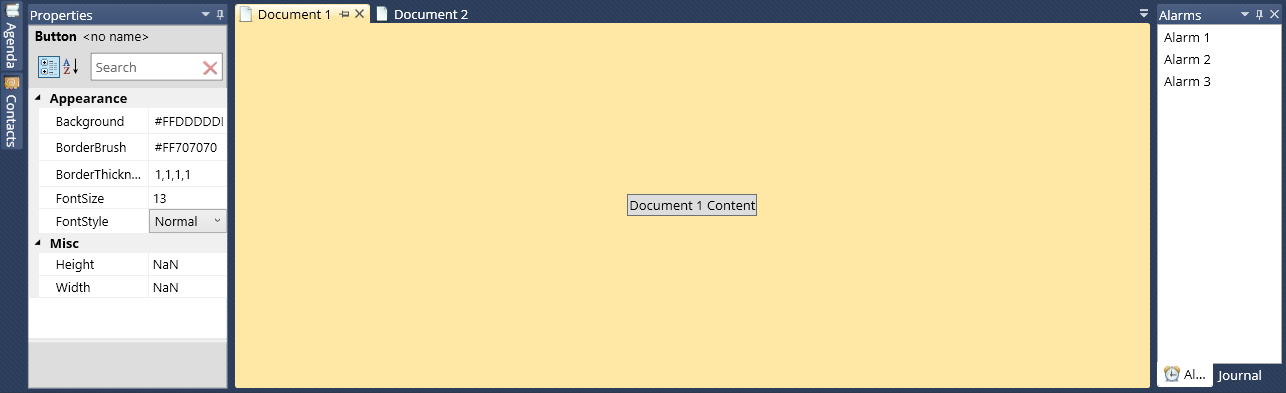 Agenda
Contacts
Properties
Button <no name>
Search
Appearance
Background #FFDDDDD
BorderBrush #FF707070
BorderThickn... 1,1,1,1
FontSize 13
FontStyle Normal
Misc
Height NaN
Width NaN
Document 1
Document 2
Document 1 Content
Alarms
Alarm 1
Alarm 2
Alarm 3
Al...
Journal